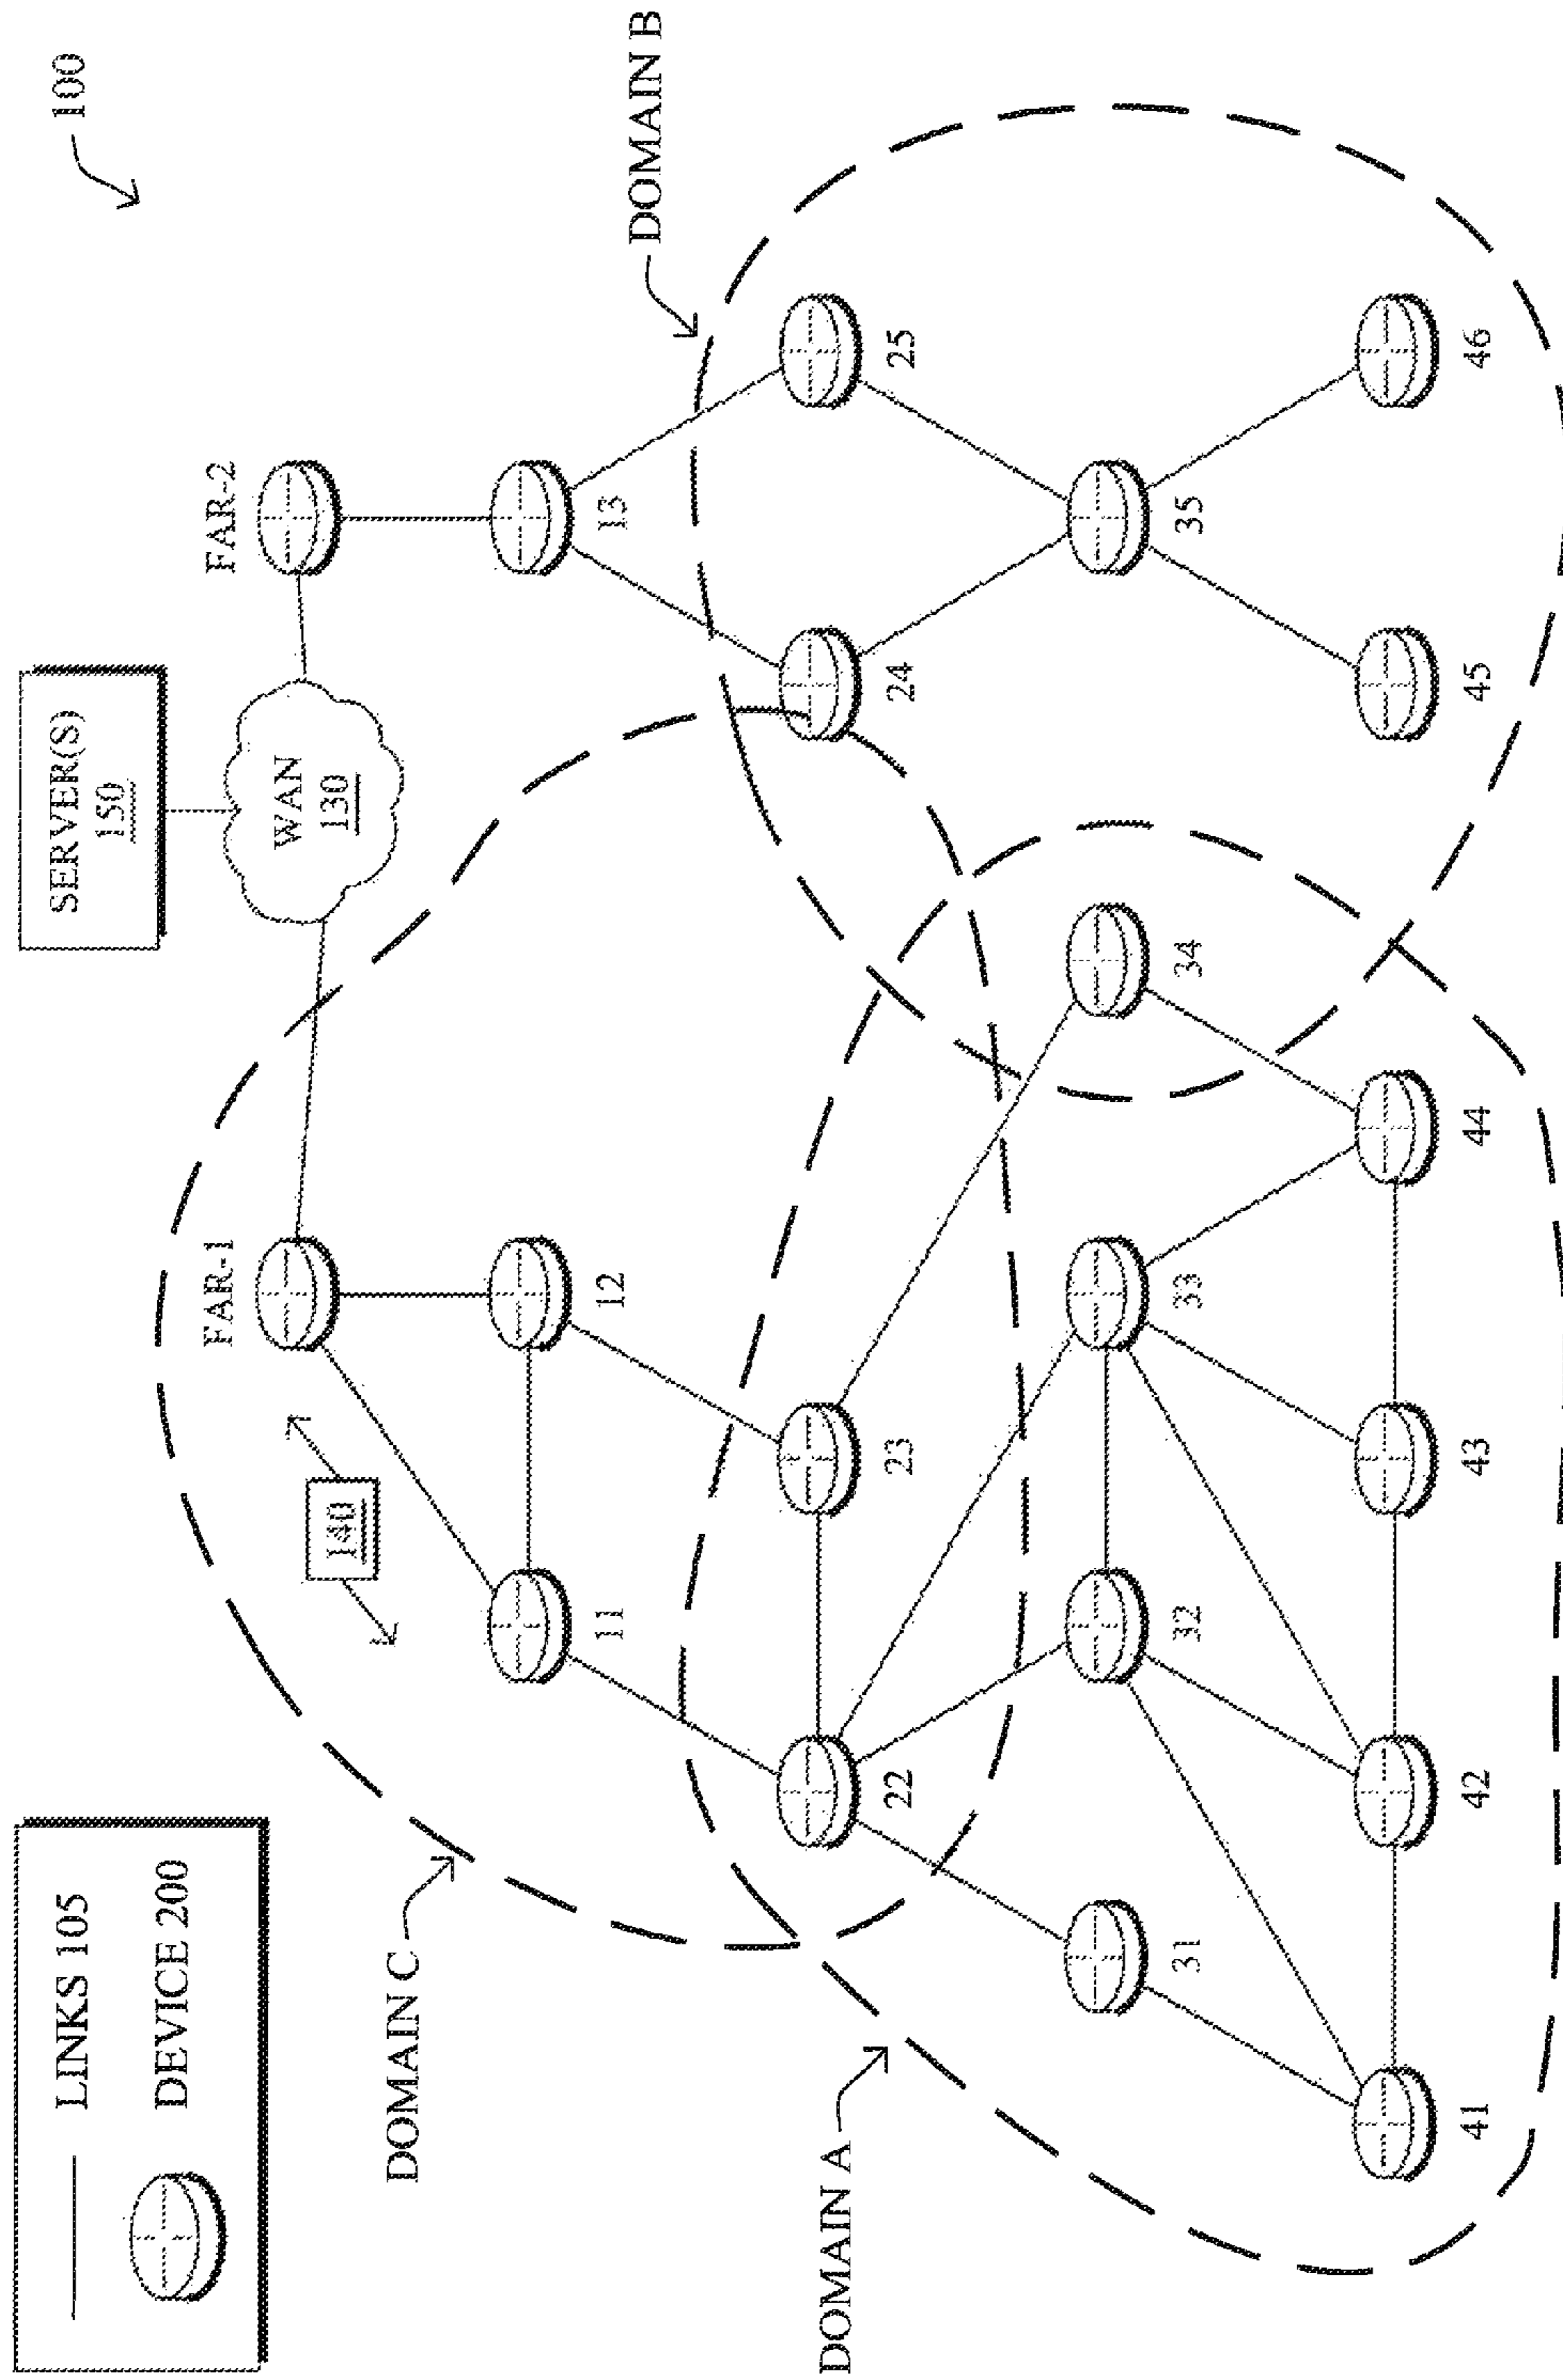 LINKS 105
DEVICE 200
SERVER(S)
150
100
WAN
130
FAR-1
FAR-2
140
DOMAIN C
DOMAIN B
DOMAIN A
11
12
13
22
23
24
25
31
32
33
34
35
41
42
43
44
45
46